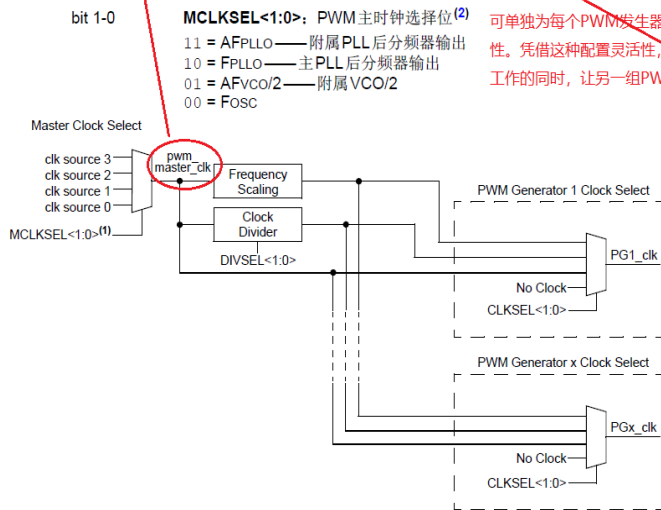 bit 1-0 MCLKSEL<1:0>：PWM主时钟选择位(2)
11 = AFPLLO——附属PLL后分频器输出
10 = FPLLO——主PLL后分频器输出
01 = AFVCO/2——附属VCO/2
00 = FOSC
可单独为每个PWM发生器
性。凭借这种配置灵活性，
工作的同时，让另一组PW
Master Clock Select
clk source 3
clk source 2
clk source 1
clk source 0
MCLKSEL<1:0>(1)
pwm_
master_clk
Frequency
Scaling
Clock
Divider
DIVSEL<1:0>
PWM Generator 1 Clock Select
PG1_clk
No Clock
CLKSEL<1:0>
PWM Generator x Clock Select
PGx_clk
No Clock
CLKSEL<1:0>